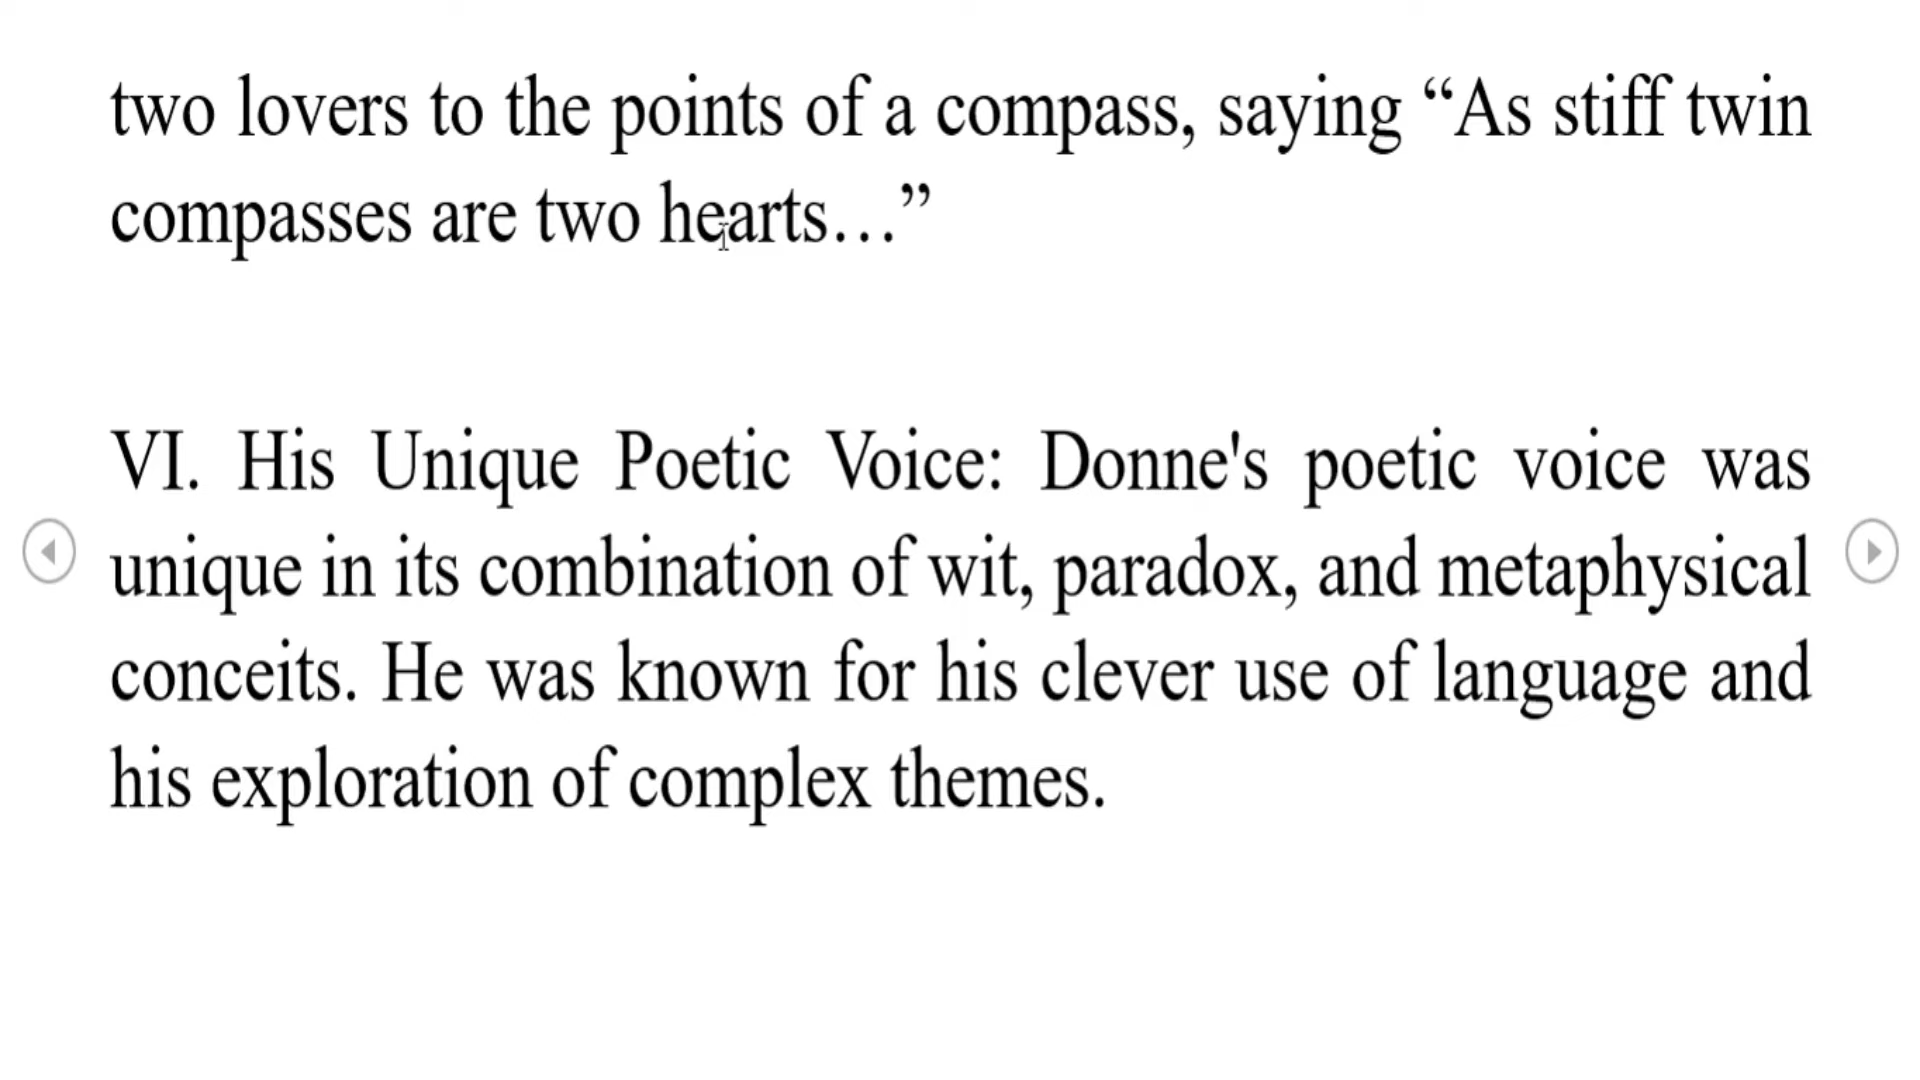 two lovers to the points of a compass, saying “As stiff twin
compasses are two hearts…”
VI. His Unique Poetic Voice: Donne's poetic voice was
unique in its combination of wit, paradox, and metaphysical
conceits. He was known for his clever use of language and
his exploration of complex themes.